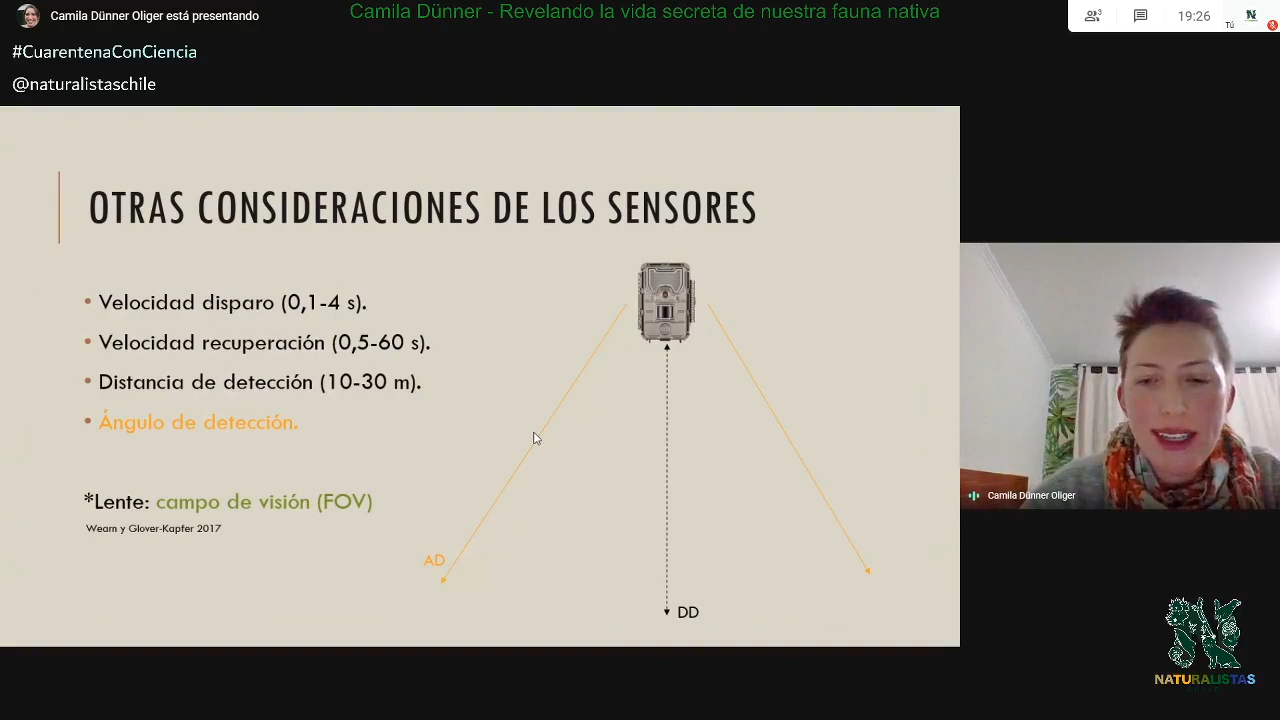 Camila Dünner Oliger está presentando
Camila Dünner - Revelando la vida secreta de nuestra fauna nativa
3
19:26
Tú
#CuarentenaConCiencia
@naturalistaschile
OTRAS CONSIDERACIONES DE LOS SENSORES
• Velocidad disparo (0,1-4 s).
• Velocidad recuperación (0,5-60 s).
• Distancia de detección (10-30 m).
• Ángulo de detección.
*Lente: campo de visión (FOV)
Wearn y Glover-Kapfer 2017
AD
DD
Camila Dünner Oliger
NATURALISTAS
CHILE